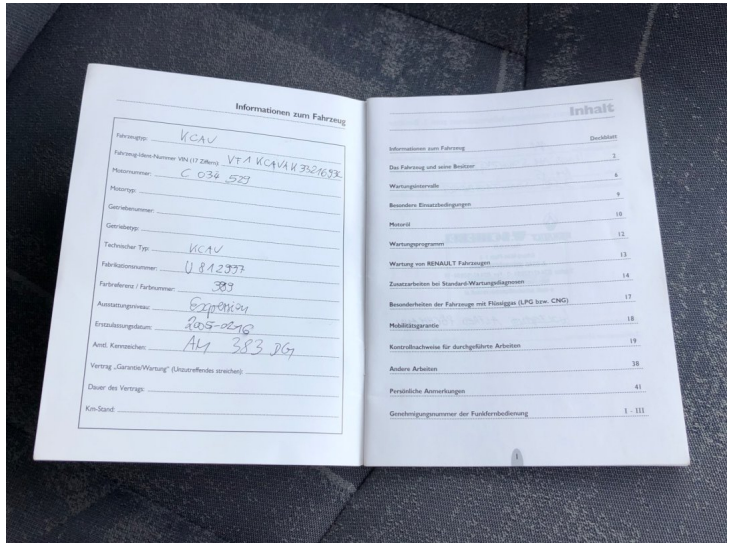 Informationen zum Fahrzeug
Fahrzeugtyp: KCAV
Fahrzeug-Ident-Nummer VIN (17 Ziffern):
Motornummer: C 034 529
Motortyp:
Getriebenummer:
Getriebetyp:
Technischer Typ: KCAV
Fabrikationsnummer: U812997
Farbreferenz / Farbnummer: 389
Ausstattungsniveau:
Erstzulassungsdatum: 2005-02-16
Amtl. Kennzeichen: AM 383 DG
Vertrag „Garantie/Wartung" (Unzutreffendes streichen):
Dauer des Vertrags:
Km-Stand:
Inhalt
Informationen zum Fahrzeug Deckblatt
Das Fahrzeug und seine Besitzer 2
Wartungsintervalle 6
Besondere Einsatzbedingungen 9
Motoröl 10
Wartungsprogramm 12
Wartung von RENAULT Fahrzeugen 13
Zusatzarbeiten bei Standard-Wartungsdiagnosen 16
Besonderheiten der Fahrzeuge mit Flüssiggas (LPG bzw. CNG) 17
Mobilitätsgarantie 18
Kontrollnachweise für durchgeführte Arbeiten 19
Andere Arbeiten 38
Persönliche Anmerkungen 41
Genehmigungsnummer der Funkfernbedienung I - III
1